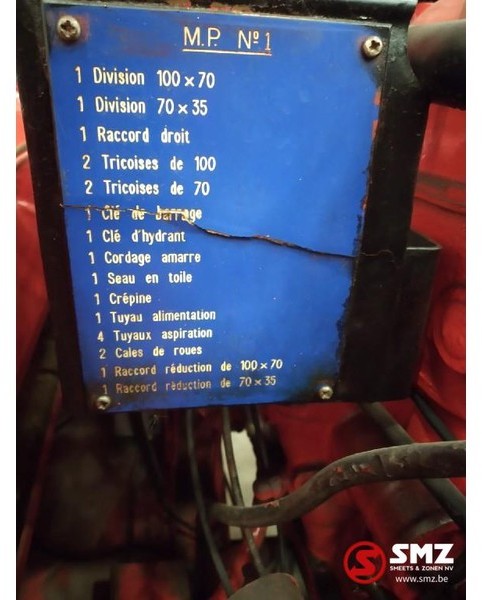 M.P. Nº1
1 Division 100 x 70
1 Division 70 x 35
1 Raccord droit
2 Tricoises de 100
2 Tricoises de 70
1 Clé de barrage
1 Clé d'hydrant
1 Cordage amarre
1 Seau en toile
1 Crépine
1 Tuyau alimentation
4 Tuyaux aspiration
2 Cales de roues
1 Raccord réduction de 100 x 70
1 Raccord réduction de 70 x 35
SMZ
SMEETS & ZONEN NV
www.smz.be